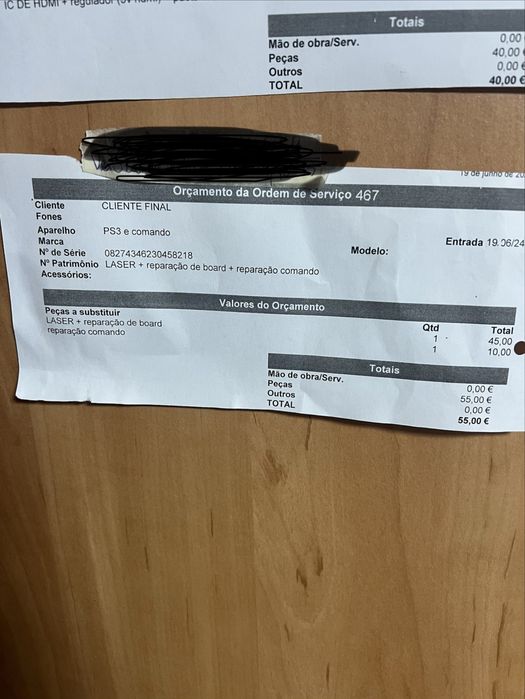 IC DE HDMI + regulador (5v hdmi)
Totais
Mão de obra/Serv. 0,00
Peças 40,00 €
Outros 0,00 €
TOTAL 40,00 €
19 de junho de 20
Orçamento da Ordem de Serviço 467
Cliente CLIENTE FINAL
Fones
Aparelho PS3 e comando Entrada 19.06/24
Marca Modelo:
Nº de Série 08274346230458218
Nº Patrimônio LASER + reparação de board + reparação comando
Acessórios:
Valores do Orçamento
Peças a substituir Qtd Total
LASER + reparação de board 1 45,00
reparação comando 1 10,00
Totais
Mão de obra/Serv. 0,00 €
Peças 55,00 €
Outros 0,00 €
TOTAL 55,00 €